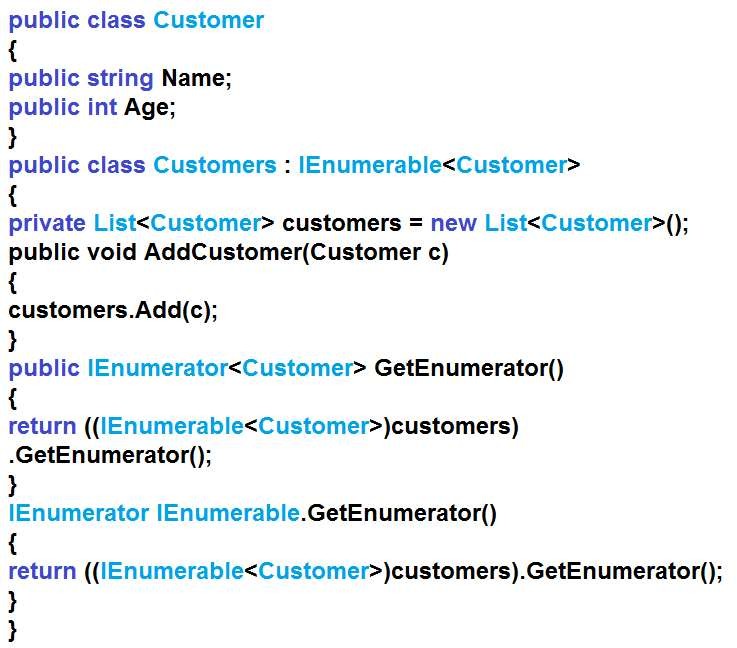 public class Customer
{
public string Name;
public int Age;
}
public class Customers : IEnumerable<Customer>
{
private List<Customer> customers = new List<Customer>();
public void AddCustomer(Customer c)
{
customers.Add(c);
}
public IEnumerator<Customer> GetEnumerator()
{
return ((IEnumerable<Customer>)customers)
.GetEnumerator();
}
IEnumerator IEnumerable.GetEnumerator()
{
return ((IEnumerable<Customer>)customers).GetEnumerator();
}
}